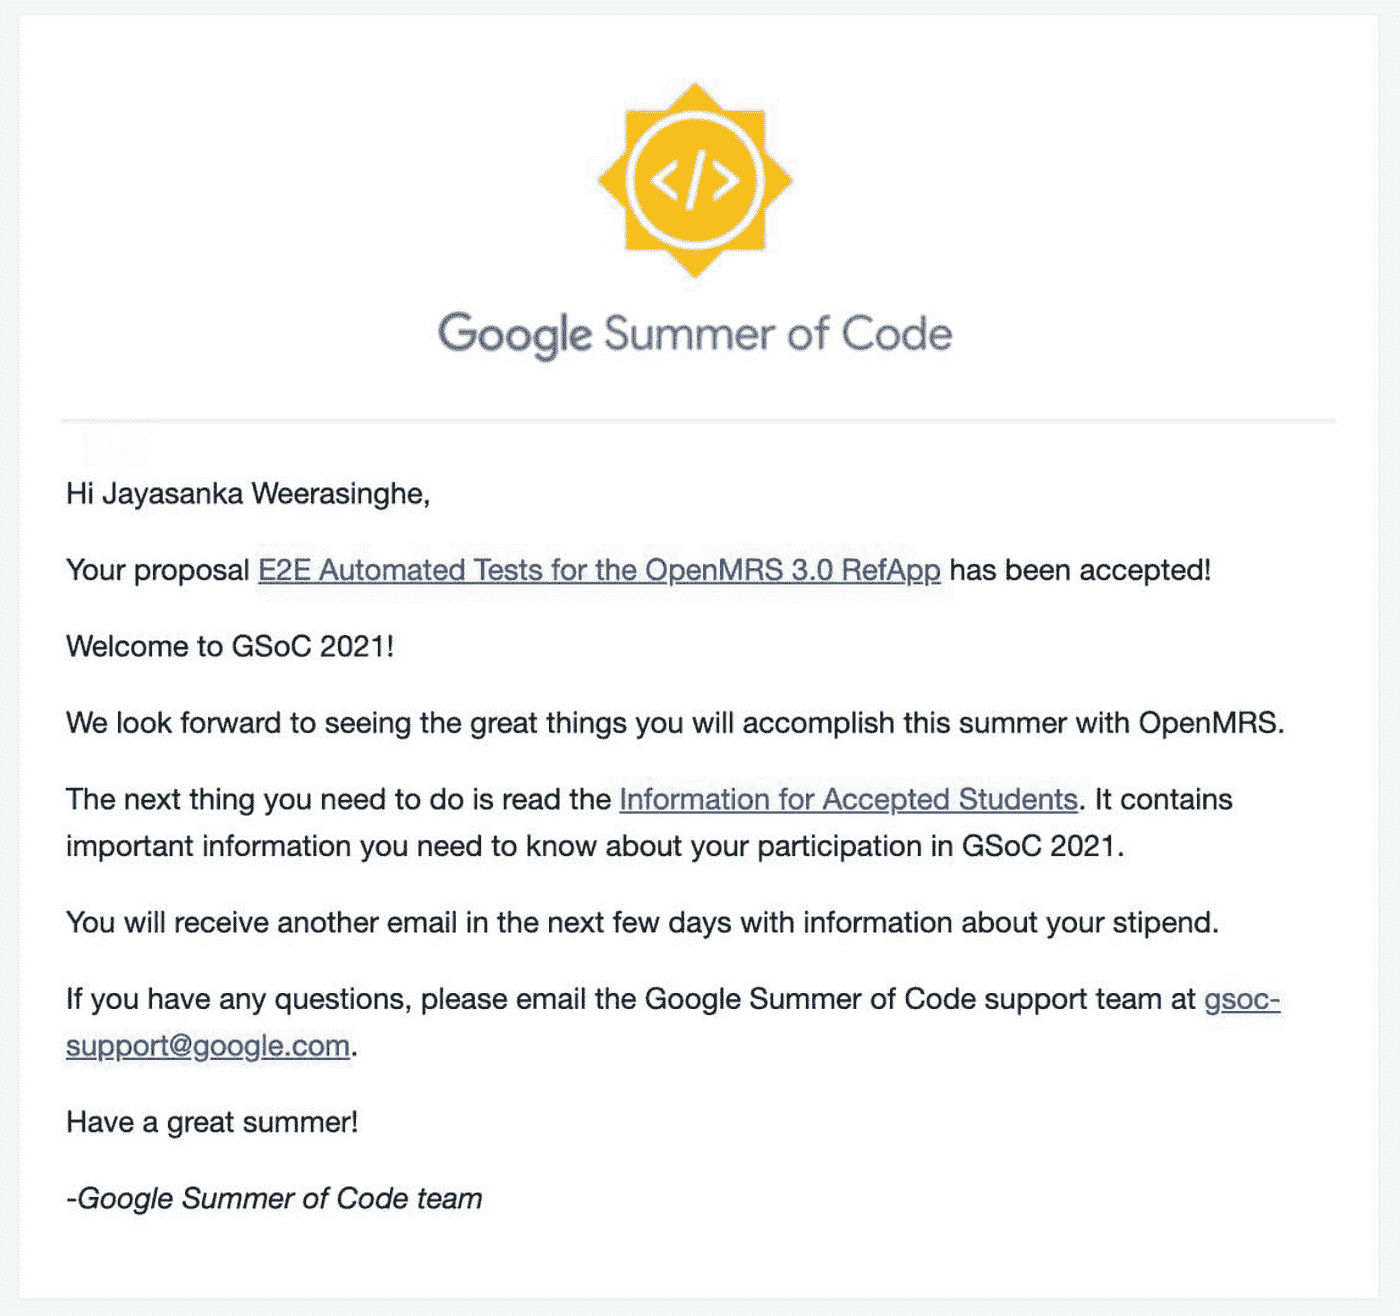 </>
Google Summer of Code
Hi Jayasanka Weerasinghe,
Your proposal E2E Automated Tests for the OpenMRS 3.0 RefApp has been accepted!
Welcome to GSoC 2021!
We look forward to seeing the great things you will accomplish this summer with OpenMRS.
The next thing you need to do is read the Information for Accepted Students. It contains
important information you need to know about your participation in GSoC 2021.
You will receive another email in the next few days with information about your stipend.
If you have any questions, please email the Google Summer of Code support team at gsoc-
support@google.com.
Have a great summer!
-Google Summer of Code team